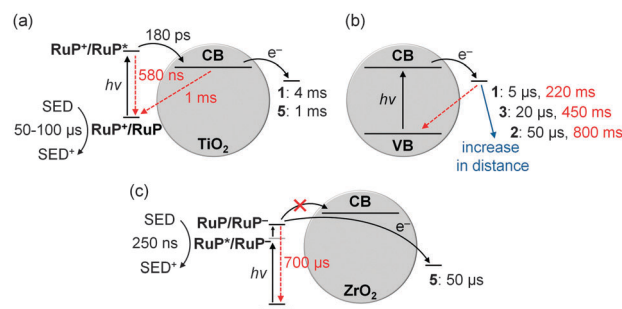 (a)
180 ps
RuP⁺/RuP*
CB
e⁻
580 ns
hν
1 ms
1: 4 ms
5: 1 ms
SED
50-100 µs
RuP⁺/RuP
SED⁺
TiO₂
(b)
CB
e⁻
hν
1: 5 µs, 220 ms
3: 20 µs, 450 ms
2: 50 µs, 800 ms
VB
increase
in distance
(c)
CB
SED
RuP/RuP⁻
e⁻
250 ns
RuP*/RuP⁻
SED⁺
hν
700 µs
5: 50 µs
ZrO₂